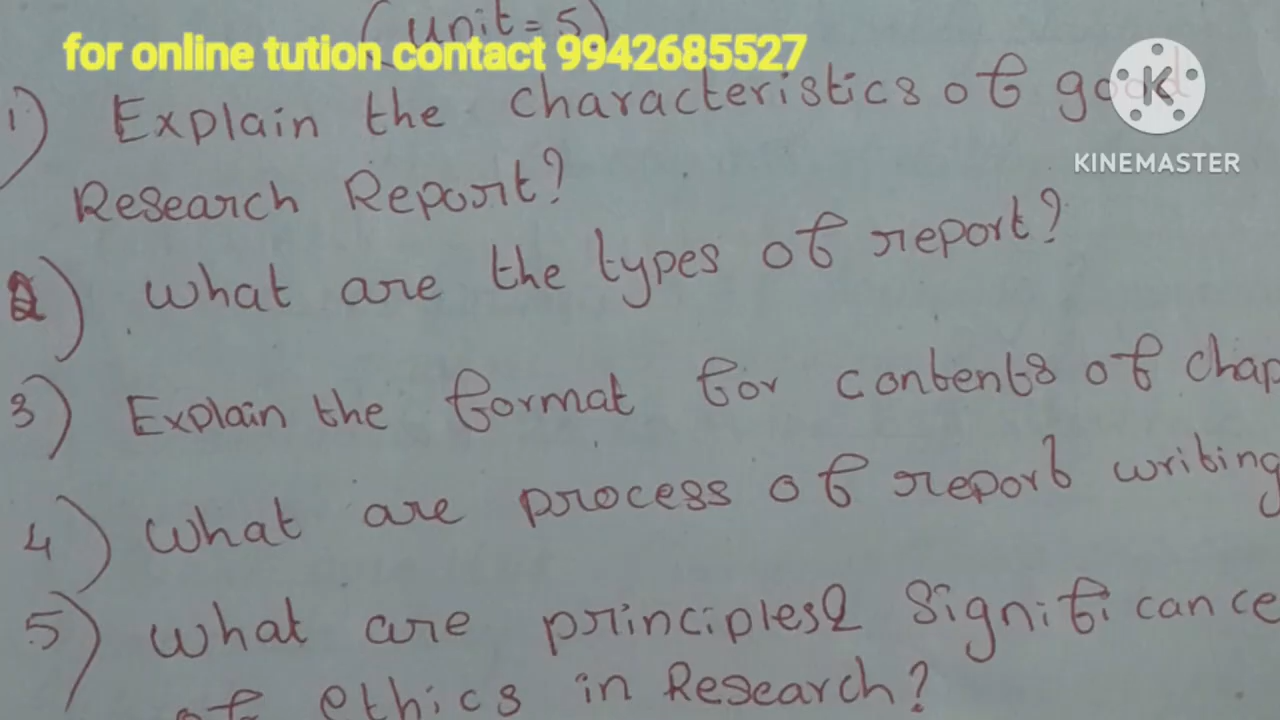 (unit = 5)
for online tution contact 9942685527
1) Explain the characteristics of good
KINEMASTER
Research Report?
2) What are the types of report?
3) Explain the format for contents of chap
4) What are process of report writing
5) What are principles & Significance
of ethics in Research?